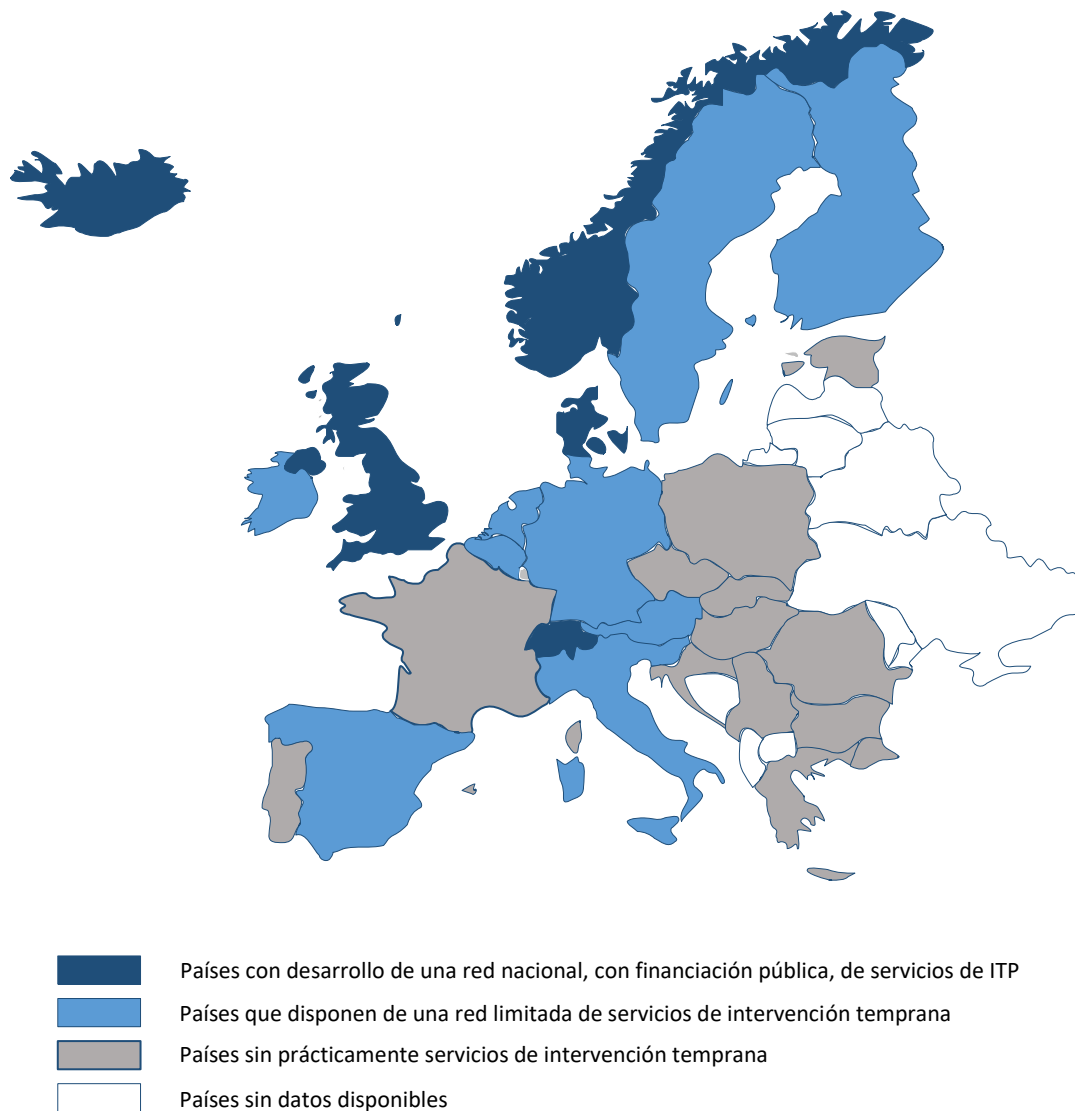 Países con desarrollo de una red nacional, con financiación pública, de servicios de ITP
Países que disponen de una red limitada de servicios de intervención temprana
Países sin prácticamente servicios de intervención temprana
Países sin datos disponibles